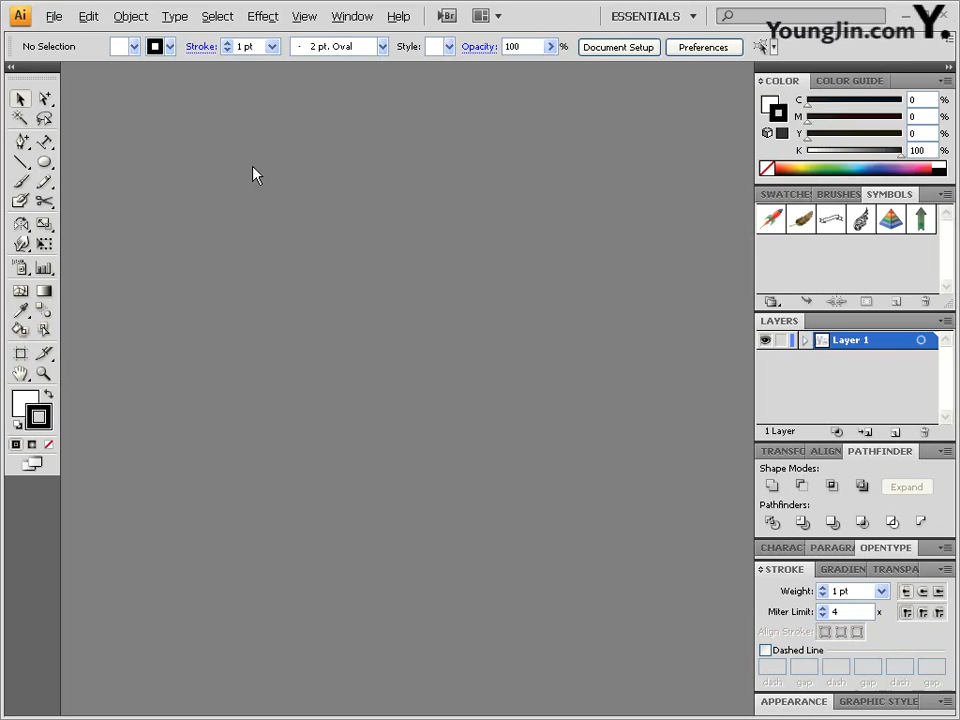 Ai File Edit Object Type Select Effect View Window Help Br ESSENTIALS
YoungJin.com Y.
No Selection Stroke: 1 pt 2 pt. Oval Style: Opacity: 100 % Document Setup Preferences
COLOR COLOR GUIDE
C 0 %
M 0 %
Y 0 %
K 100 %
SWATCHES BRUSHES SYMBOLS
LAYERS
Layer 1
1 Layer
TRANSFO ALIGN PATHFINDER
Shape Modes:
Expand
Pathfinders:
CHARAC PARAGRA OPENTYPE
STROKE GRADIEN TRANSPA
Weight: 1 pt
Miter Limit: 4 x
Align Stroke:
Dashed Line
dash gap dash gap dash gap
APPEARANCE GRAPHIC STYLE